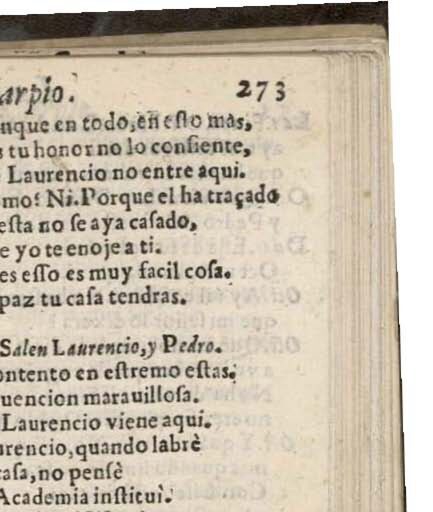 arpio. 273
nque en todo, en esto mas,
s tu honor no lo consiente,
Laurencio no entre aqui.
omo? Ni. Porque el ha traçado
esta no se aya casado,
e yo te enoje a ti.
es esso es muy facil cosa.
paz tu casa tendras.
Salen Laurencio, y Pedro.
ontento en estremo estas.
uencion marauillosa.
Laurencio viene aqui.
urencio, quando labrè
casa, no pensè
Academia instituì.